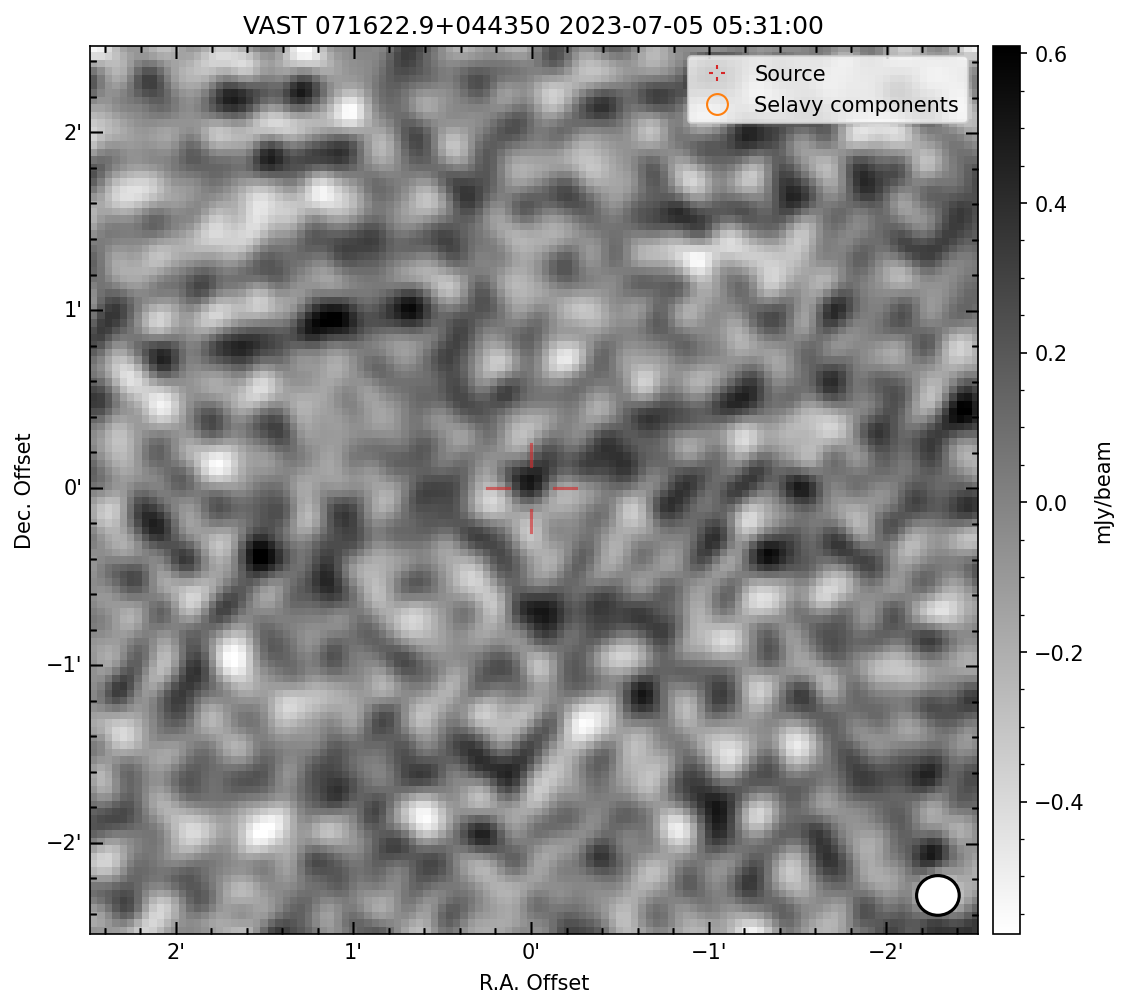 VAST 071622.9+044350 2023-07-05 05:31:00
Source
Selavy components
2'
1'
0'
−1'
−2'
Dec. Offset
2'
1'
0'
−1'
−2'
R.A. Offset
0.6
0.4
0.2
0.0
−0.2
−0.4
mJy/beam